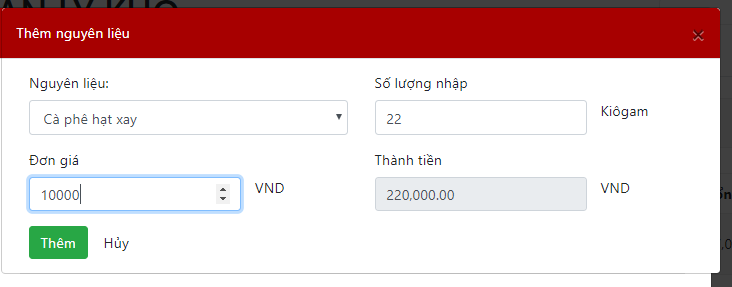 Thêm nguyên liệu
×
Nguyên liệu:
Số lượng nhập
Cà phê hạt xay
22
Kiôgam
Đơn giá
Thành tiền
10000
VND
220,000.00
VND
Thêm
Hủy